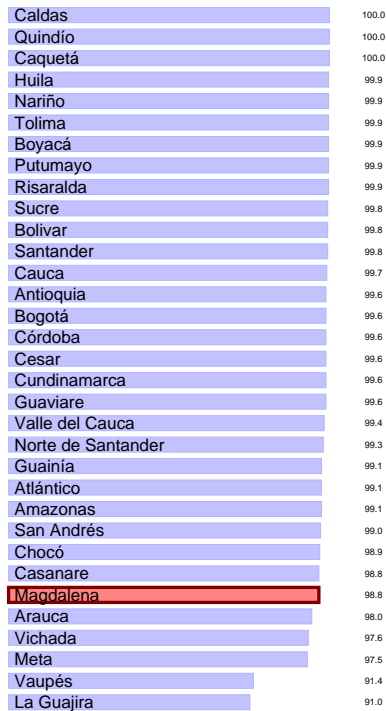 Caldas 100.0
Quindío 100.0
Caquetá 100.0
Huila 99.9
Nariño 99.9
Tolima 99.9
Boyacá 99.9
Putumayo 99.9
Risaralda 99.9
Sucre 99.8
Bolivar 99.8
Santander 99.8
Cauca 99.7
Antioquia 99.6
Bogotá 99.6
Córdoba 99.6
Cesar 99.6
Cundinamarca 99.6
Guaviare 99.6
Valle del Cauca 99.4
Norte de Santander 99.3
Guainía 99.1
Atlántico 99.1
Amazonas 99.1
San Andrés 99.0
Chocó 98.9
Casanare 98.8
Magdalena 98.8
Arauca 98.0
Vichada 97.6
Meta 97.5
Vaupés 91.4
La Guajira 91.0